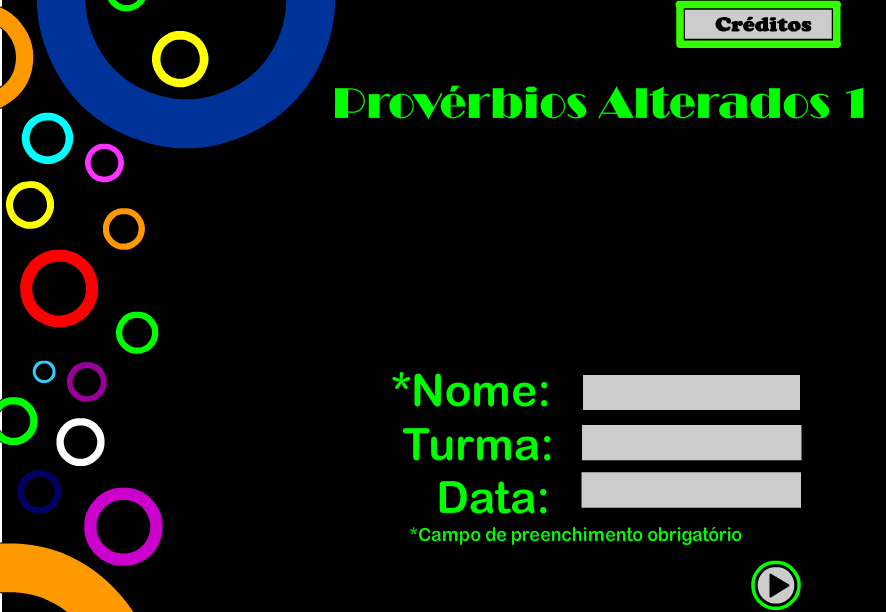 Créditos
Provérbios Alterados 1
*Nome:
Turma:
Data:
*Campo de preenchimento obrigatório